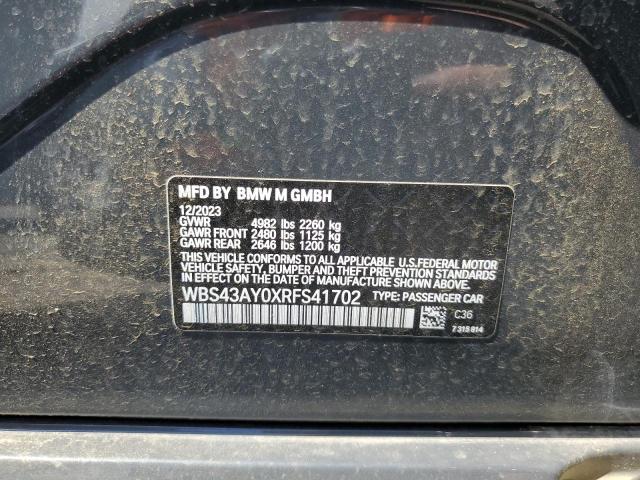 MFD BY BMW M GMBH
12/2023
GVWR 4982 lbs 2260 kg
GAWR FRONT 2480 lbs 1125 kg
GAWR REAR 2646 lbs 1200 kg
THIS VEHICLE CONFORMS TO ALL APPLICABLE U.S.FEDERAL MOTOR
VEHICLE SAFETY, BUMPER AND THEFT PREVENTION STANDARDS
IN EFFECT ON THE DATE OF MANUFACTURE SHOWN ABOVE.
WBS43AY0XRFS41702 TYPE: PASSENGER CAR
C36
7 315 814